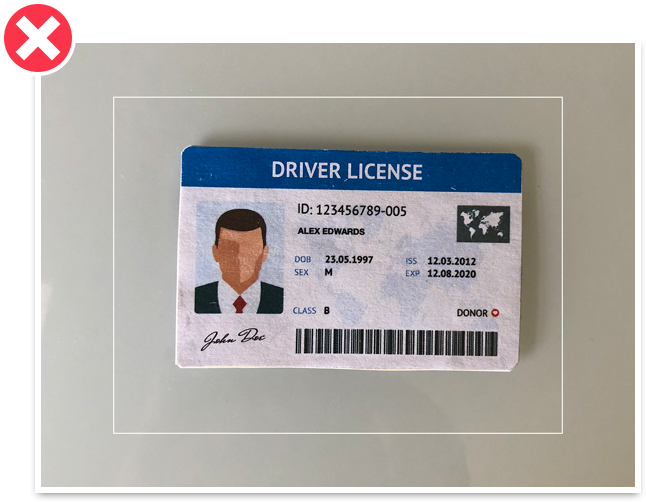 DRIVER LICENSE
ID: 123456789-005
ALEX EDWARDS
DOB 23.05.1997 ISS 12.03.2012
SEX M EXP 12.08.2020
CLASS B DONOR
John Doe